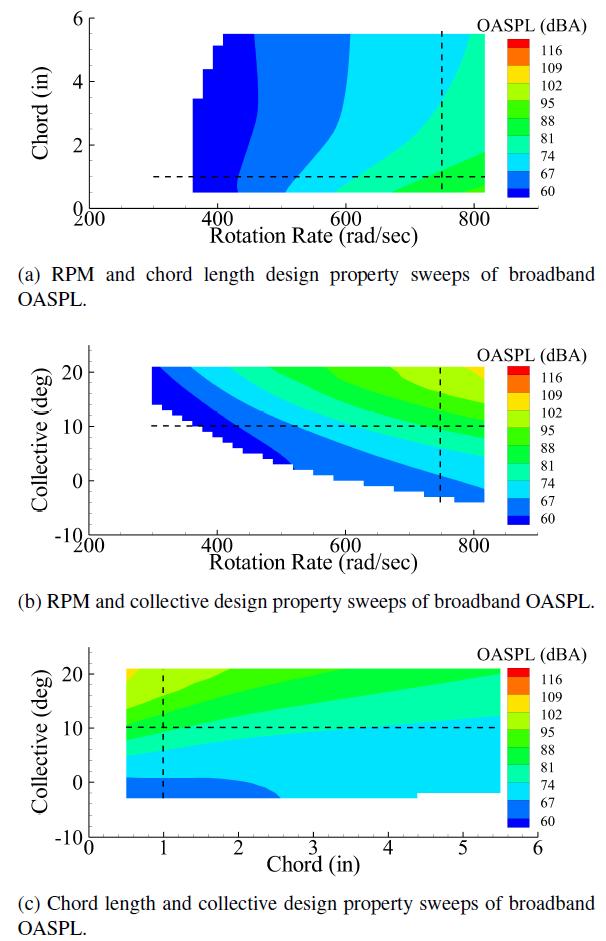 OASPL (dBA)
116
109
102
95
88
81
74
67
60
6
4
2
0
Chord (in)
200 400 600 800
Rotation Rate (rad/sec)
(a) RPM and chord length design property sweeps of broadband
OASPL.
OASPL (dBA)
116
109
102
95
88
81
74
67
60
20
10
0
-10
Collective (deg)
200 400 600 800
Rotation Rate (rad/sec)
(b) RPM and collective design property sweeps of broadband OASPL.
OASPL (dBA)
116
109
102
95
88
81
74
67
60
20
10
0
-10
Collective (deg)
0 1 2 3 4 5 6
Chord (in)
(c) Chord length and collective design property sweeps of broadband
OASPL.